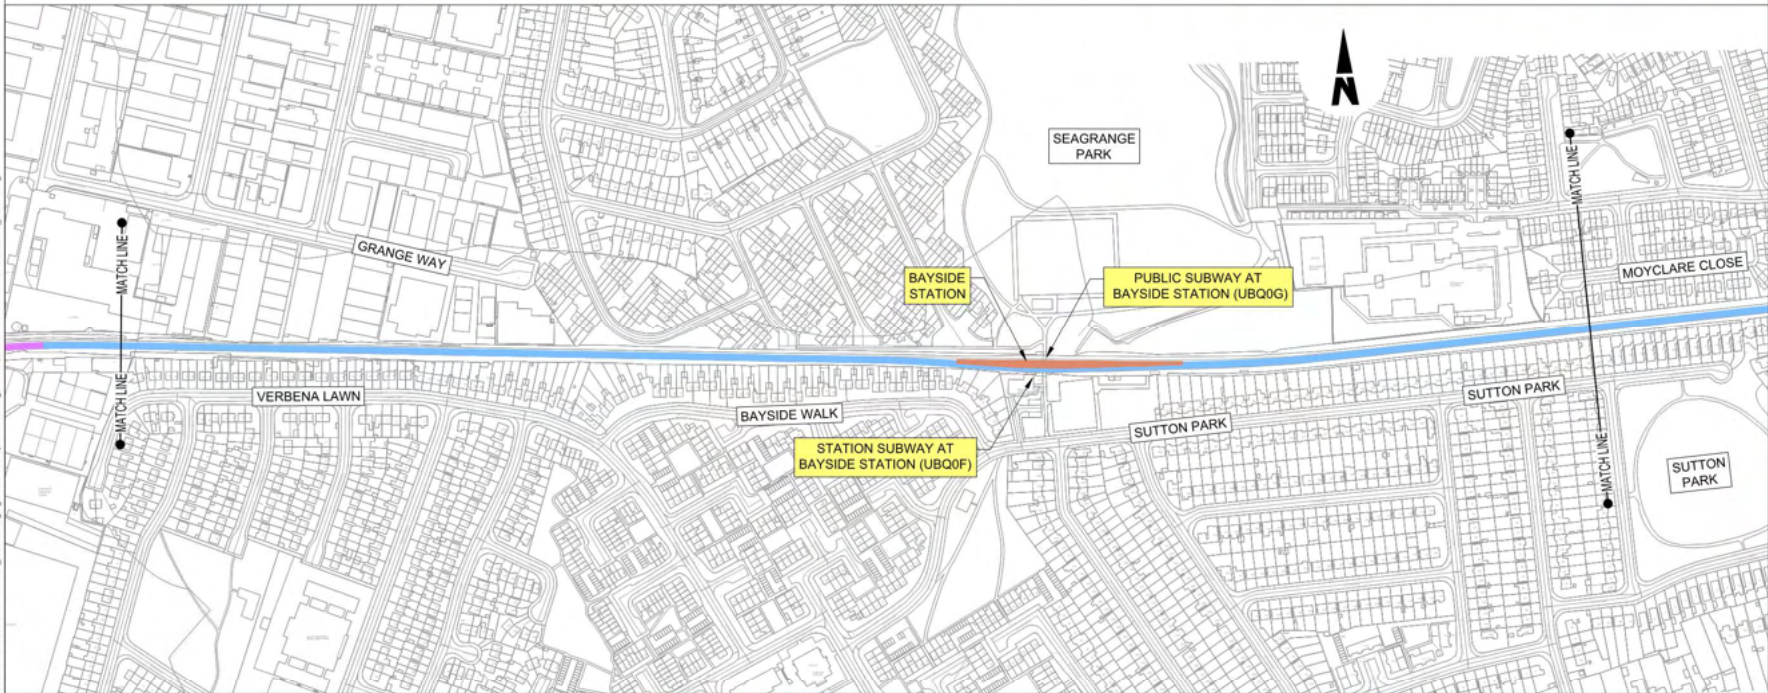 N
SEAGRANGE
PARK
MATCH LINE
MATCH LINE
GRANGE WAY
MOYCLARE CLOSE
BAYSIDE
STATION
PUBLIC SUBWAY AT
BAYSIDE STATION (UBQ0G)
MATCH LINE
VERBENA LAWN
BAYSIDE WALK
SUTTON PARK
SUTTON PARK
STATION SUBWAY AT
BAYSIDE STATION (UBQ0F)
MATCH LINE
SUTTON
PARK